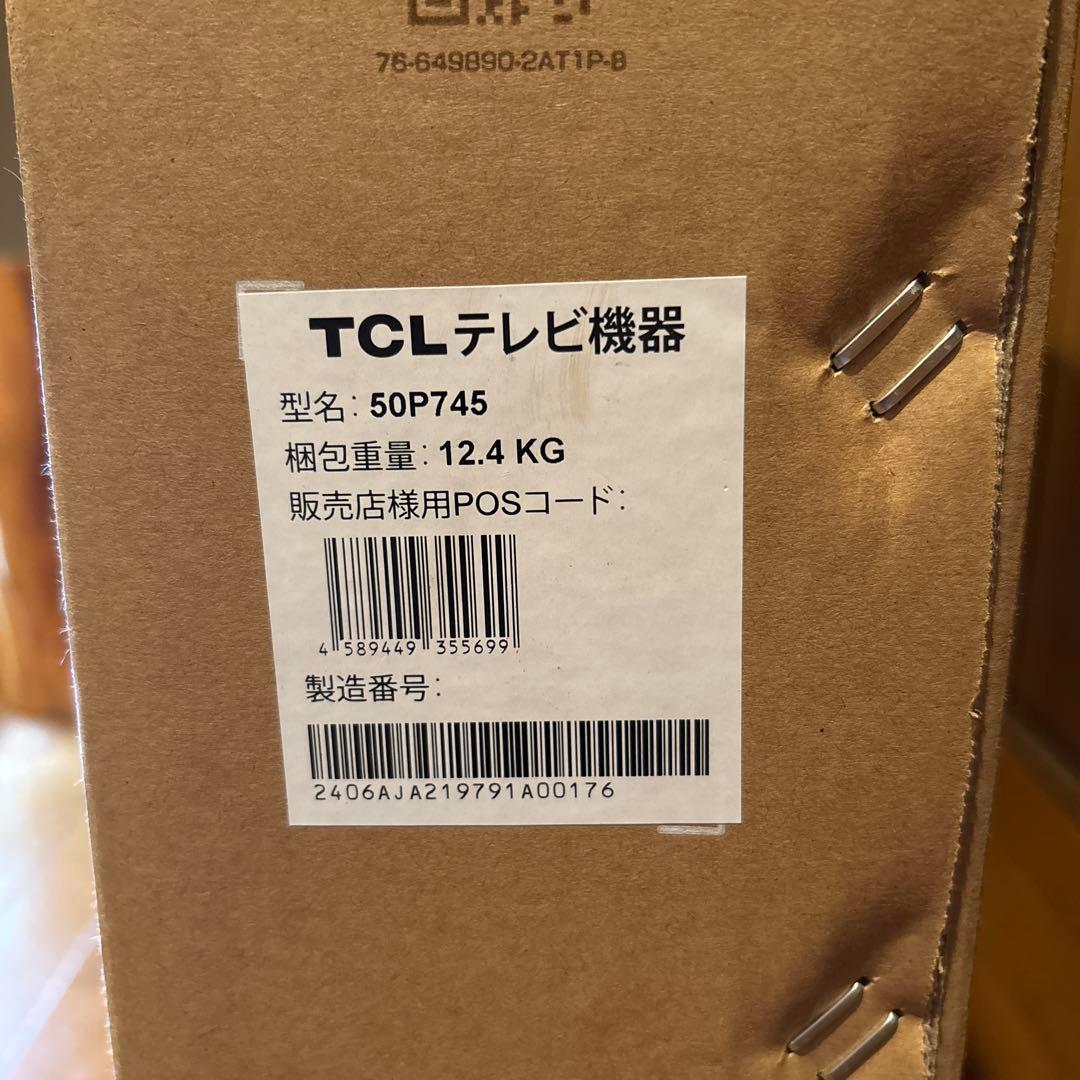 76-649890-2AT1P-B
TCLテレビ機器
型名: 50P745
梱包重量: 12.4 KG
販売店様用POSコード:
4 589449 355699
製造番号:
2406AJA219791A00176